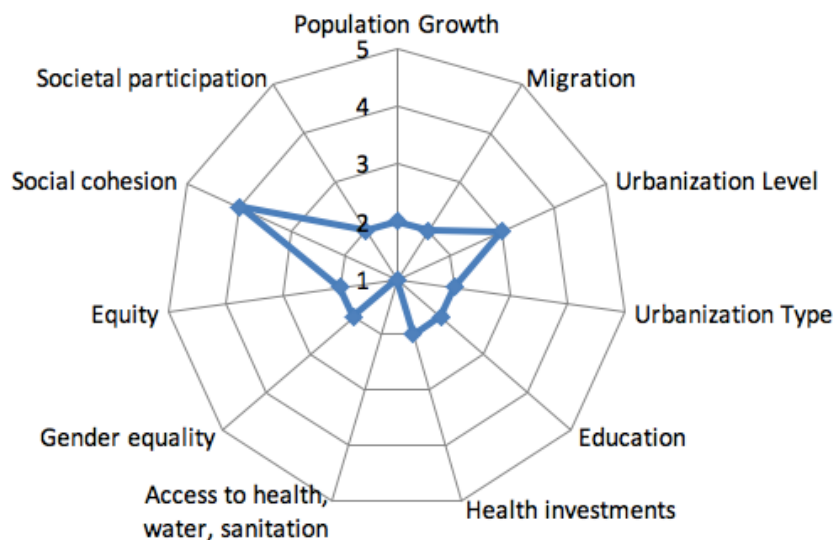 Population Growth
5
Societal participation
Migration
4
3
Social cohesion
Urbanization Level
2
1
Equity
Urbanization Type
Gender equality
Education
Access to health,
water, sanitation
Health investments